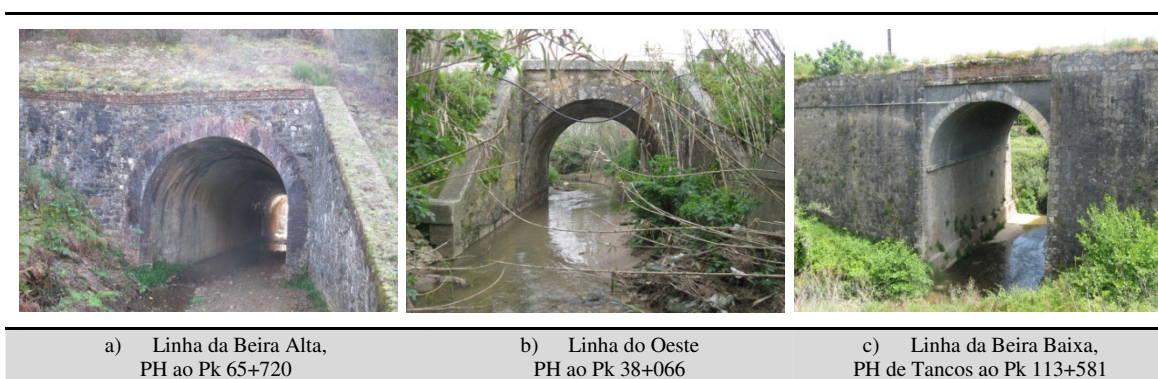 a) Linha da Beira Alta,
PH ao Pk 65+720
b) Linha do Oeste
PH ao Pk 38+066
c) Linha da Beira Baixa,
PH de Tancos ao Pk 113+581